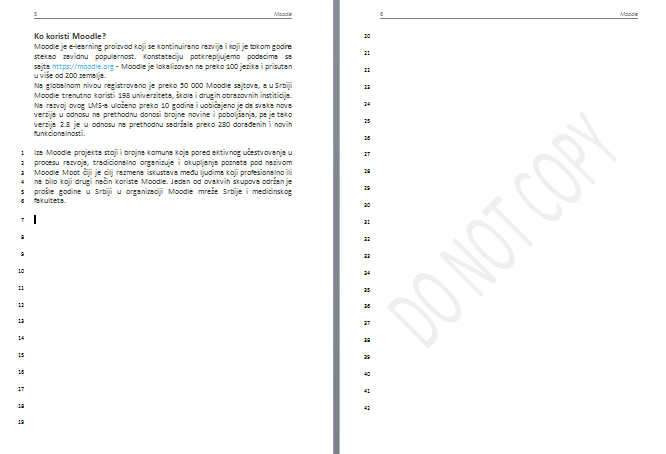 5 Moodle
Ko koristi Moodle?
Moodle je e-learning proizvod koji se kontinuirano razvija i koji je tokom godina
stekao zavidnu popularnost. Konstataciju potkrepljujemo podacima sa
sajta https://moodle.org - Moodle je lokalizovan na preko 100 jezika i prisutan
u više od 200 zemalja.
Na globalnom nivou registrovano je preko 50 000 Moodle sajtova, a u Srbiji
Moodle trenutno koristi 198 univerziteta, škola i drugih obrazovnih institicija.
Na razvoj ovog LMS-a uloženo preko 10 godina i uobičajeno je da svaka nova
verzija u odnosu na prethodnu donosi brojne novine i poboljšanja, pa je tako
verzija 2.8 je u odnosu na prethodnu sadržala preko 280 dorađenih i novih
funkcionalnosti.
1 Iza Moodle projekta stoji i brojna komuna koja pored aktivnog učestvovanja u
2 procesu razvoja, tradicionalno organizuje i okupljanja poznata pod nazivom
3 Moodle Moot čiji je cilj razmena iskustava među ljudima koji profesionalno ili
4 na bilo koji drugi način koriste Moodle. Jedan od ovakvih skupova održan je
5 prošle godine u Srbiji u organizaciji Moodle mreže Srbije i medicinskog
6 fakulteta.
7
8
9
10
11
12
13
14
15
16
17
18
19
6 Moodle
20
21
22
23
24
25
26
27
28
29
30
31
32
33
34
35
36
37
38
39
40
41
42
DO NOT COPY